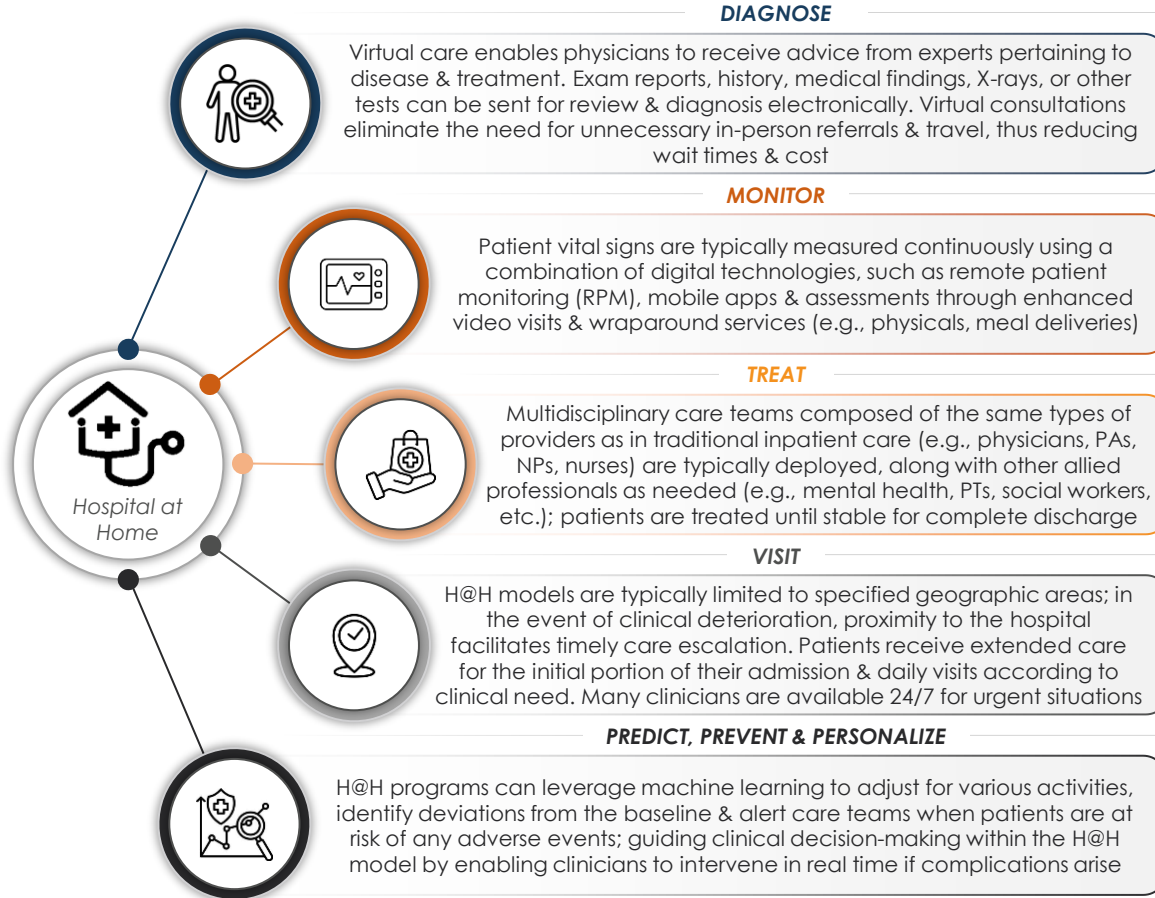 DIAGNOSE
Virtual care enables physicians to receive advice from experts pertaining to
disease & treatment. Exam reports, history, medical findings, X-rays, or other
tests can be sent for review & diagnosis electronically. Virtual consultations
eliminate the need for unnecessary in-person referrals & travel, thus reducing
wait times & cost
MONITOR
Patient vital signs are typically measured continuously using a
combination of digital technologies, such as remote patient
monitoring (RPM), mobile apps & assessments through enhanced
video visits & wraparound services (e.g., physicals, meal deliveries)
TREAT
Multidisciplinary care teams composed of the same types of
providers as in traditional inpatient care (e.g., physicians, PAs,
NPs, nurses) are typically deployed, along with other allied
professionals as needed (e.g., mental health, PTs, social workers,
etc.); patients are treated until stable for complete discharge
Hospital at
Home
VISIT
H@H models are typically limited to specified geographic areas; in
the event of clinical deterioration, proximity to the hospital
facilitates timely care escalation. Patients receive extended care
for the initial portion of their admission & daily visits according to
clinical need. Many clinicians are available 24/7 for urgent situations
PREDICT, PREVENT & PERSONALIZE
H@H programs can leverage machine learning to adjust for various activities,
identify deviations from the baseline & alert care teams when patients are at
risk of any adverse events; guiding clinical decision-making within the H@H
model by enabling clinicians to intervene in real time if complications arise